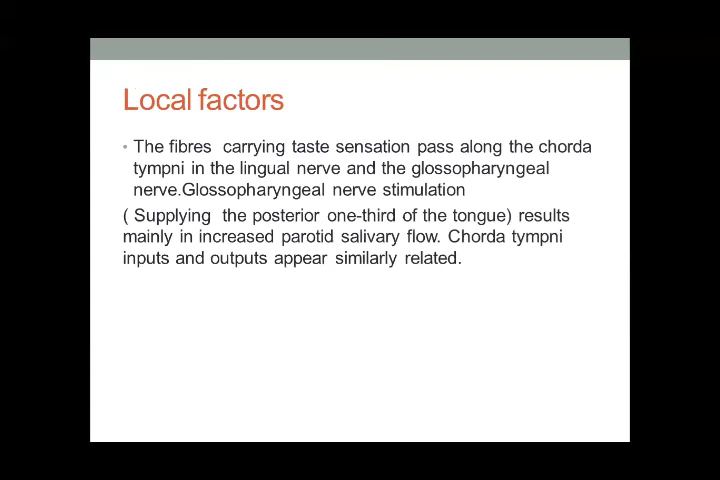 Local factors
• The fibres carrying taste sensation pass along the chorda
tympni in the lingual nerve and the glossopharyngeal
nerve.Glossopharyngeal nerve stimulation
( Supplying the posterior one-third of the tongue) results
mainly in increased parotid salivary flow. Chorda tympni
inputs and outputs appear similarly related.